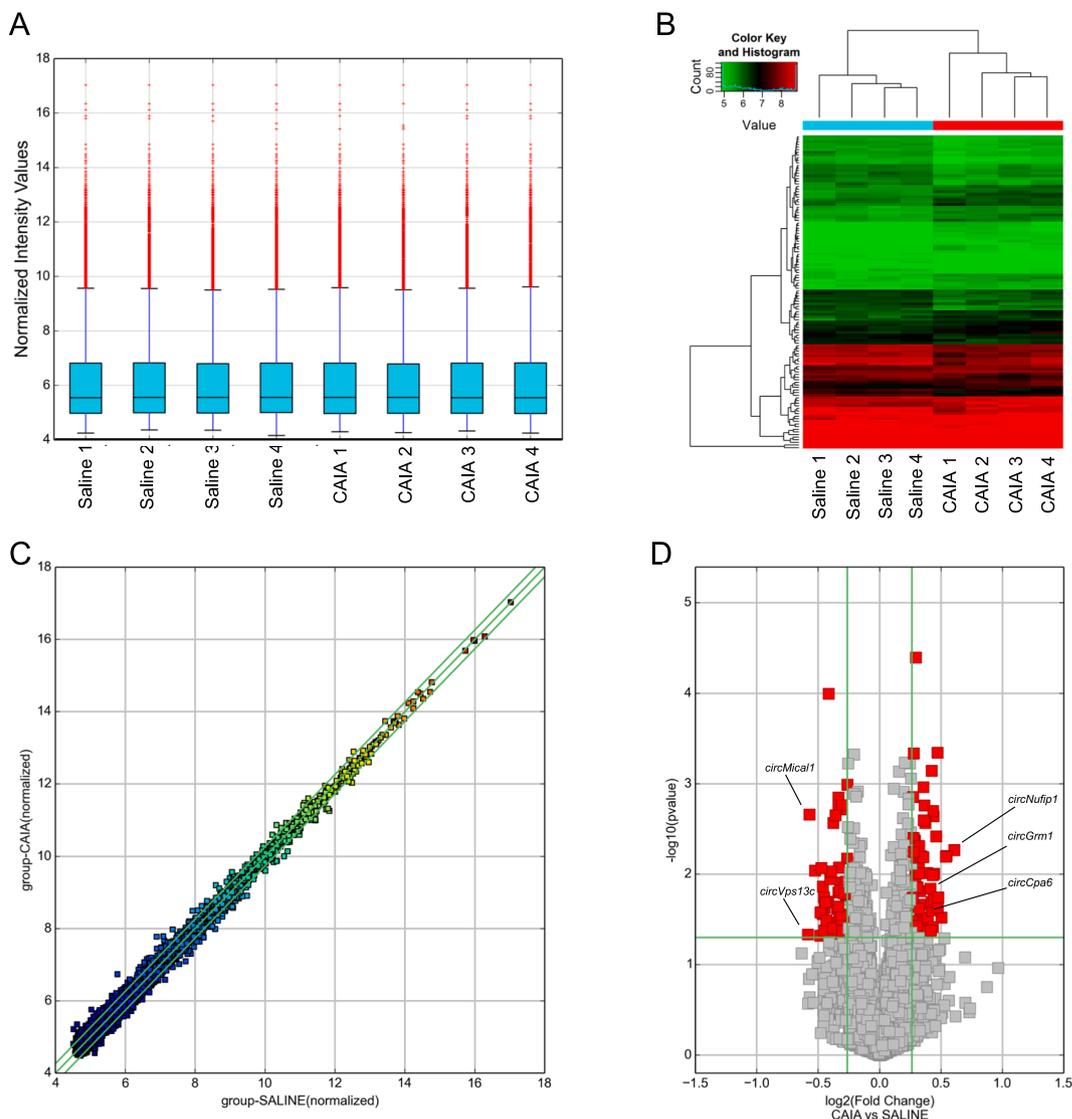 A
Normalized Intensity Values
18
16
14
12
10
8
6
4
Saline 1
Saline 2
Saline 3
Saline 4
CAIA 1
CAIA 2
CAIA 3
CAIA 4
B
Color Key
and Histogram
Count
0
80
5 6 7 8
Value
Saline 1
Saline 2
Saline 3
Saline 4
CAIA 1
CAIA 2
CAIA 3
CAIA 4
C
group-CAIA(normalized)
18
16
14
12
10
8
6
4
4 6 8 10 12 14 16 18
group-SALINE(normalized)
D
-log10(pvalue)
5
4
3
2
1
0
circMical1
circNufip1
circGrm1
circCpa6
circVps13c
−1.5 −1.0 −0.5 0.0 0.5 1.0 1.5
log2(Fold Change)
CAIA vs SALINE